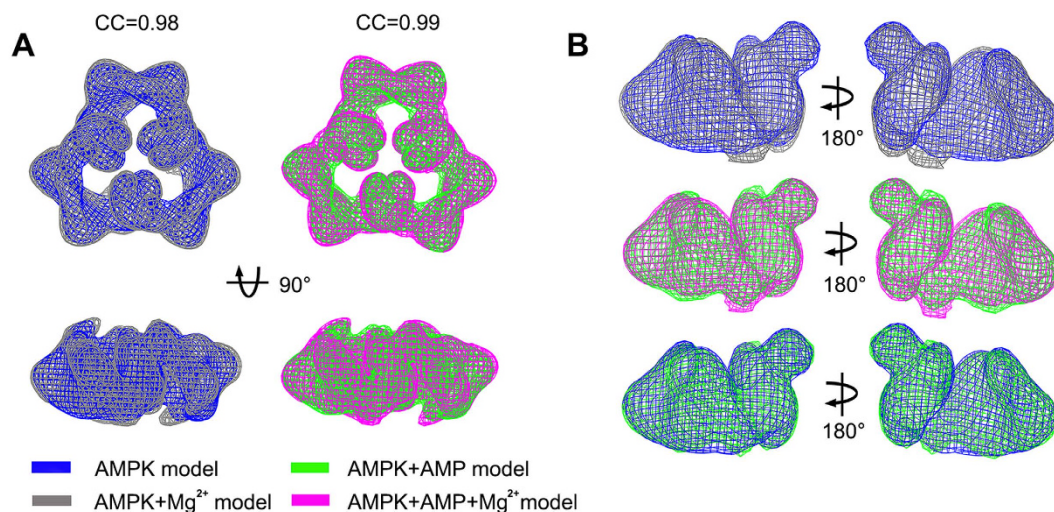 A
CC=0.98
CC=0.99
90°
AMPK model
AMPK+AMP model
AMPK+Mg²⁺ model
AMPK+AMP+Mg²⁺model
B
180°
180°
180°